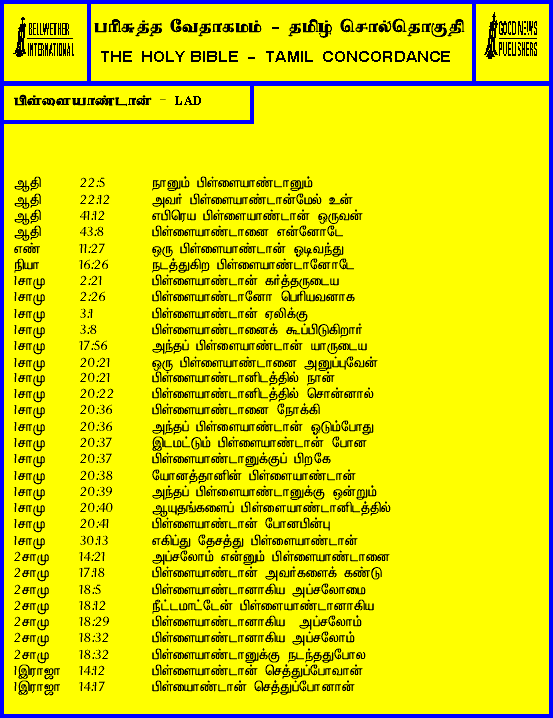 BELLWETHER INTERNATIONAL
பரிசுத்த வேதாகமம் – தமிழ் சொல்தொகுதி
THE HOLY BIBLE – TAMIL CONCORDANCE
GOOD NEWS PUBLISHERS
பிள்ளையாண்டான் – LAD
ஆதி 22:5 நானும் பிள்ளையாண்டானும்
ஆதி 22:12 அவர் பிள்ளையாண்டான்மேல் உன்
ஆதி 41:12 எபிரெய பிள்ளையாண்டான் ஒருவன்
ஆதி 43:8 பிள்ளையாண்டானை என்னோடே
எண் 11:27 ஒரு பிள்ளையாண்டான் ஓடிவந்து
நியா 16:26 நடத்துகிற பிள்ளையாண்டானோடே
1சாமு 2:21 பிள்ளையாண்டான் கர்த்தருடைய
1சாமு 2:26 பிள்ளையாண்டானோ பெரியவனாக
1சாமு 3:1 பிள்ளையாண்டான் ஏலிக்கு
1சாமு 3:8 பிள்ளையாண்டானைக் கூப்பிடுகிறார்
1சாமு 17:56 அந்தப் பிள்ளையாண்டான் யாருடைய
1சாமு 20:21 ஒரு பிள்ளையாண்டானை அனுப்புவேன்
1சாமு 20:21 பிள்ளையாண்டானிடத்தில் நான்
1சாமு 20:22 பிள்ளையாண்டானிடத்தில் சொன்னால்
1சாமு 20:36 பிள்ளையாண்டானை நோக்கி
1சாமு 20:36 அந்தப் பிள்ளையாண்டான் ஓடும்போது
1சாமு 20:37 இடமட்டும் பிள்ளையாண்டான் போன
1சாமு 20:37 பிள்ளையாண்டானுக்குப் பிறகே
1சாமு 20:38 யோனத்தானின் பிள்ளையாண்டான்
1சாமு 20:39 அந்தப் பிள்ளையாண்டானுக்கு ஒன்றும்
1சாமு 20:40 ஆயுதங்களைப் பிள்ளையாண்டானிடத்தில்
1சாமு 20:41 பிள்ளையாண்டான் போனபின்பு
1சாமு 30:13 எகிப்து தேசத்து பிள்ளையாண்டான்
2சாமு 14:21 அப்சலோம் என்னும் பிள்ளையாண்டானை
2சாமு 17:18 பிள்ளையாண்டான் அவர்களைக் கண்டு
2சாமு 18:5 பிள்ளையாண்டானாகிய அப்சலோமை
2சாமு 18:12 நீட்டமாட்டேன் பிள்ளையாண்டானாகிய
2சாமு 18:29 பிள்ளையாண்டானாகிய அப்சலோம்
2சாமு 18:32 பிள்ளையாண்டானாகிய அப்சலோம்
2சாமு 18:32 பிள்ளையாண்டானுக்கு நடந்ததுபோல
1இராஜா 14:12 பிள்ளையாண்டான் செத்துப்போவான்
1இராஜா 14:17 பிள்யைாண்டான் செத்துப்போனான்